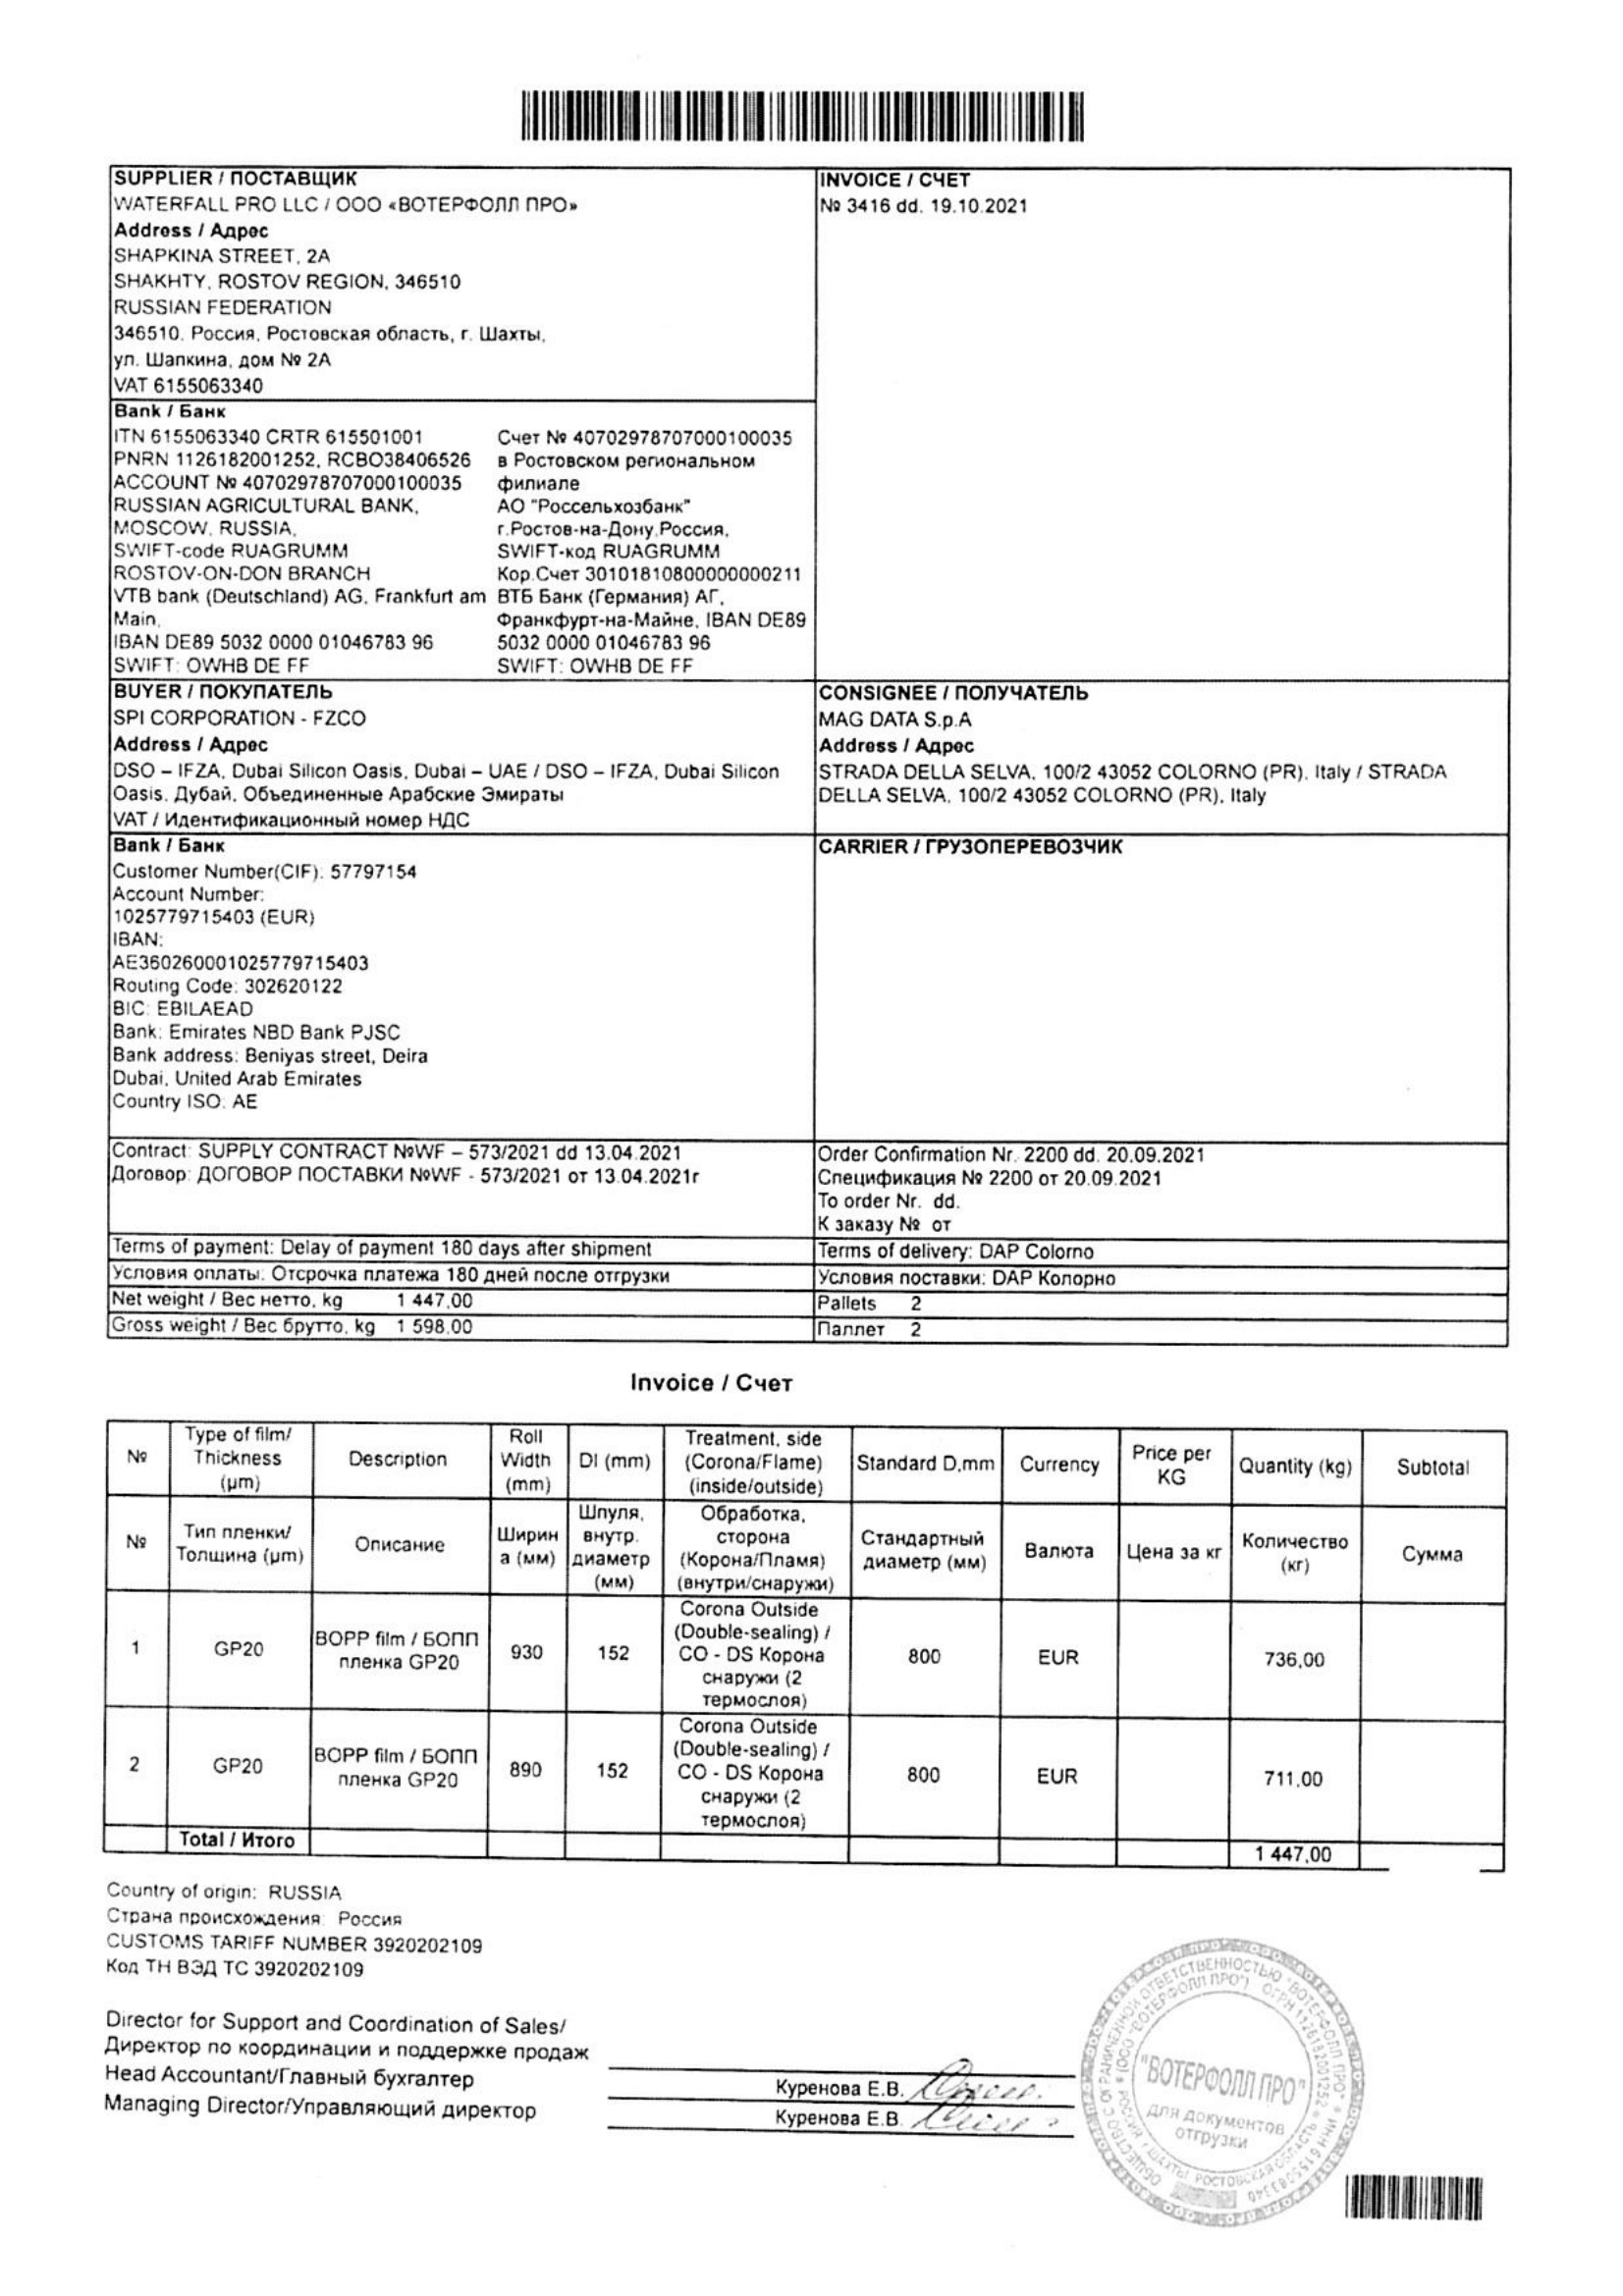 SUPPLIER / ПОСТАВЩИК
WATERFALL PRO LLC / ООО «ВОТЕРФОЛЛ ПРО»
Address / Адрес
SHAPKINA STREET, 2A
SHAKHTY, ROSTOV REGION, 346510
RUSSIAN FEDERATION
346510, Россия, Ростовская область, г. Шахты,
ул. Шапкина, дом № 2А
VAT 6155063340
INVOICE / СЧЕТ
№ 3416 dd. 19.10.2021
Bank / Банк
ITN 6155063340 CRTR 615501001
PNRN 1126182001252, RCBO38406526
ACCOUNT № 40702978707000100035
RUSSIAN AGRICULTURAL BANK,
MOSCOW, RUSSIA,
SWIFT-code RUAGRUMM
ROSTOV-ON-DON BRANCH
VTB bank (Deutschland) AG, Frankfurt am
Main,
IBAN DE89 5032 0000 01046783 96
SWIFT: OWHB DE FF
Счет № 40702978707000100035
в Ростовском региональном
филиале
АО "Россельхозбанк"
г.Ростов-на-Дону,Россия,
SWIFT-код RUAGRUMM
Кор.Счет 30101810800000000211
ВТБ Банк (Германия) АГ,
Франкфурт-на-Майне, IBAN DE89
5032 0000 01046783 96
SWIFT: OWHB DE FF
BUYER / ПОКУПАТЕЛЬ
SPI CORPORATION - FZCO
Address / Адрес
DSO – IFZA, Dubai Silicon Oasis, Dubai – UAE / DSO – IFZA, Dubai Silicon
Oasis, Дубай, Объединенные Арабские Эмираты
VAT / Идентификационный номер НДС
CONSIGNEE / ПОЛУЧАТЕЛЬ
MAG DATA S.p.A
Address / Адрес
STRADA DELLA SELVA, 100/2 43052 COLORNO (PR), Italy / STRADA
DELLA SELVA, 100/2 43052 COLORNO (PR), Italy
Bank / Банк
Customer Number(CIF): 57797154
Account Number:
1025779715403 (EUR)
IBAN:
AE360260001025779715403
Routing Code: 302620122
BIC: EBILAEAD
Bank: Emirates NBD Bank PJSC
Bank address: Beniyas street, Deira
Dubai, United Arab Emirates
Country ISO: AE
CARRIER / ГРУЗОПЕРЕВОЗЧИК
Contract: SUPPLY CONTRACT №WF – 573/2021 dd 13.04.2021
Договор: ДОГОВОР ПОСТАВКИ №WF - 573/2021 от 13.04.2021г
Order Confirmation Nr. 2200 dd. 20.09.2021
Спецификация № 2200 от 20.09.2021
To order Nr. dd.
К заказу № от
Terms of payment: Delay of payment 180 days after shipment
Terms of delivery: DAP Colorno
Условия оплаты: Отсрочка платежа 180 дней после отгрузки
Условия поставки: DAP Колорно
Net weight / Вес нетто, kg 1 447,00
Pallets 2
Gross weight / Вес брутто, kg 1 598,00
Паллет 2
Invoice / Счет
№ Type of film/ Thickness (µm) Description Roll Width (mm) DI (mm) Treatment, side (Corona/Flame) (inside/outside) Standard D,mm Currency Price per KG Quantity (kg) Subtotal
№ Тип пленки/ Толщина (µm) Описание Ширин а (мм) Шпуля, внутр. диаметр (мм) Обработка, сторона (Корона/Пламя) (внутри/снаружи) Стандартный диаметр (мм) Валюта Цена за кг Количество (кг) Сумма
1 GP20 BOPP film / БОПП пленка GP20 930 152 Corona Outside (Double-sealing) / CO - DS Корона снаружи (2 термослоя) 800 EUR 736,00
2 GP20 BOPP film / БОПП пленка GP20 890 152 Corona Outside (Double-sealing) / CO - DS Корона снаружи (2 термослоя) 800 EUR 711,00
Total / Итого 1 447,00
Country of origin: RUSSIA
Страна происхождения: Россия
CUSTOMS TARIFF NUMBER 3920202109
Код ТН ВЭД ТС 3920202109
Director for Support and Coordination of Sales/
Директор по координации и поддержке продаж
Head Accountant/Главный бухгалтер
Куренова Е.В.
Managing Director/Управляющий директор
Куренова Е.В.
"ВОТЕРФОЛЛ ПРО"
для документов
отгрузки